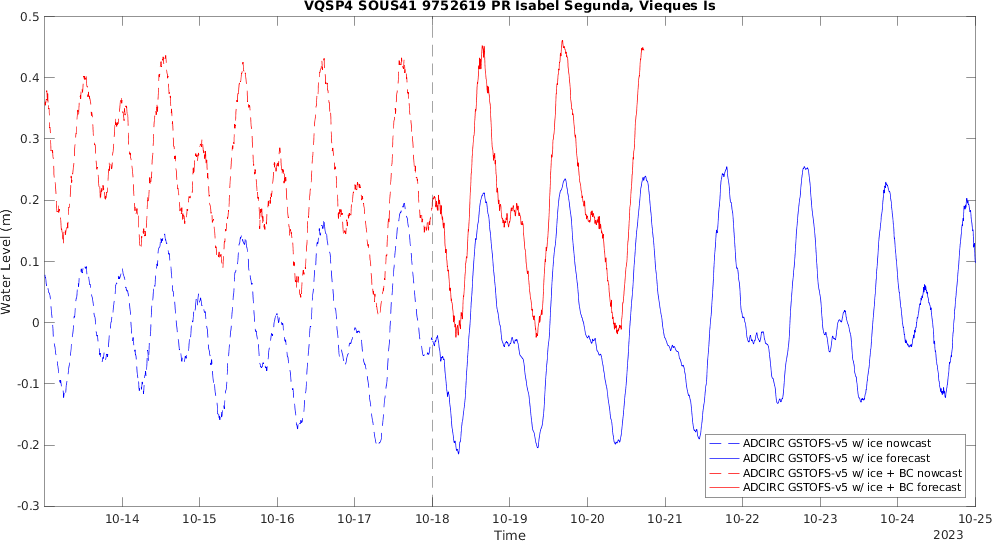 VQSP4 SOUS41 9752619 PR Isabel Segunda, Vieques Is
0.5
0.4
0.3
0.2
0.1
0
-0.1
-0.2
-0.3
Water Level (m)
ADCIRC GSTOFS-v5 w/ ice nowcast
ADCIRC GSTOFS-v5 w/ ice forecast
ADCIRC GSTOFS-v5 w/ ice + BC nowcast
ADCIRC GSTOFS-v5 w/ ice + BC forecast
10-14 10-15 10-16 10-17 10-18 10-19 10-20 10-21 10-22 10-23 10-24 10-25
Time
2023